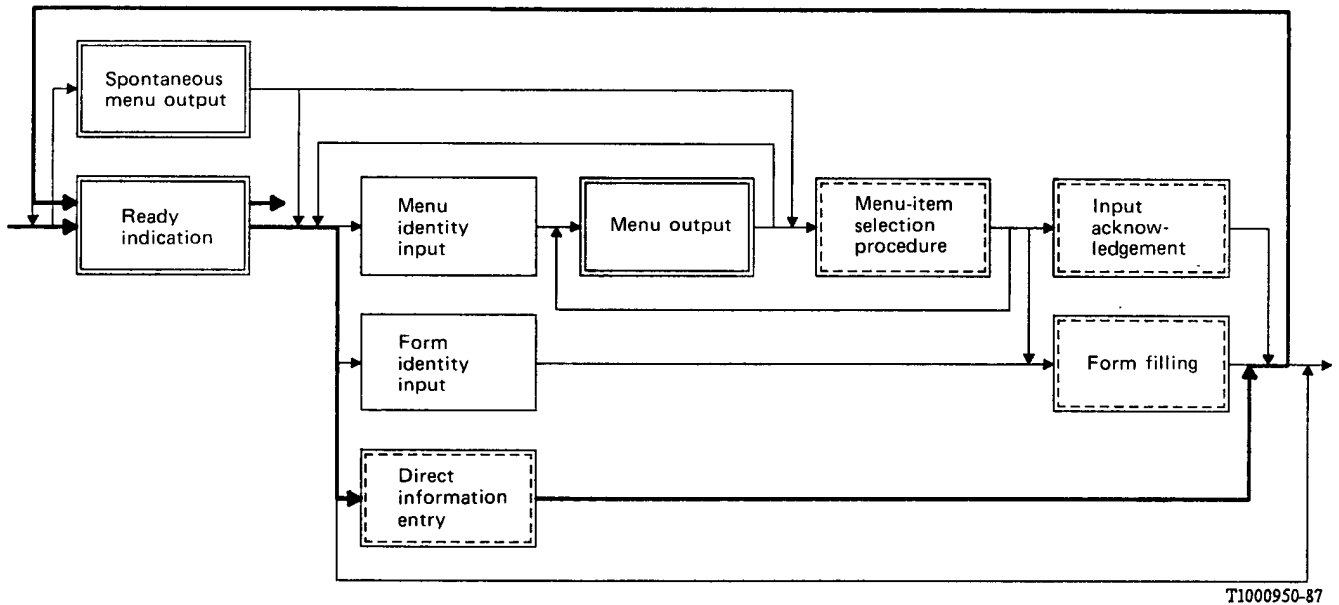 Spontaneous
menu output
Ready
indication
Menu
identity
input
Menu output
Menu-item
selection
procedure
Input
acknow-
ledgement
Form
identity
input
Form filling
Direct
information
entry
T1000950-87